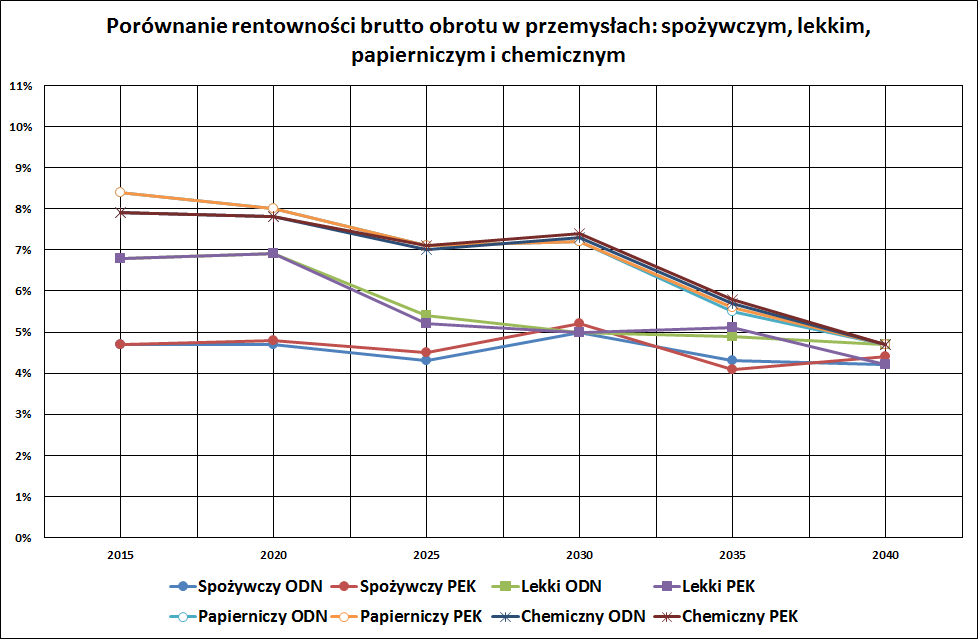 Porównanie rentowności brutto obrotu w przemysłach: spożywczym, lekkim,
papierniczym i chemicznym
11%
10%
9%
8%
7%
6%
5%
4%
3%
2%
1%
0%
2015 2020 2025 2030 2035 2040
Spożywczy ODN Spożywczy PEK Lekki ODN Lekki PEK
Papierniczy ODN Papierniczy PEK Chemiczny ODN Chemiczny PEK